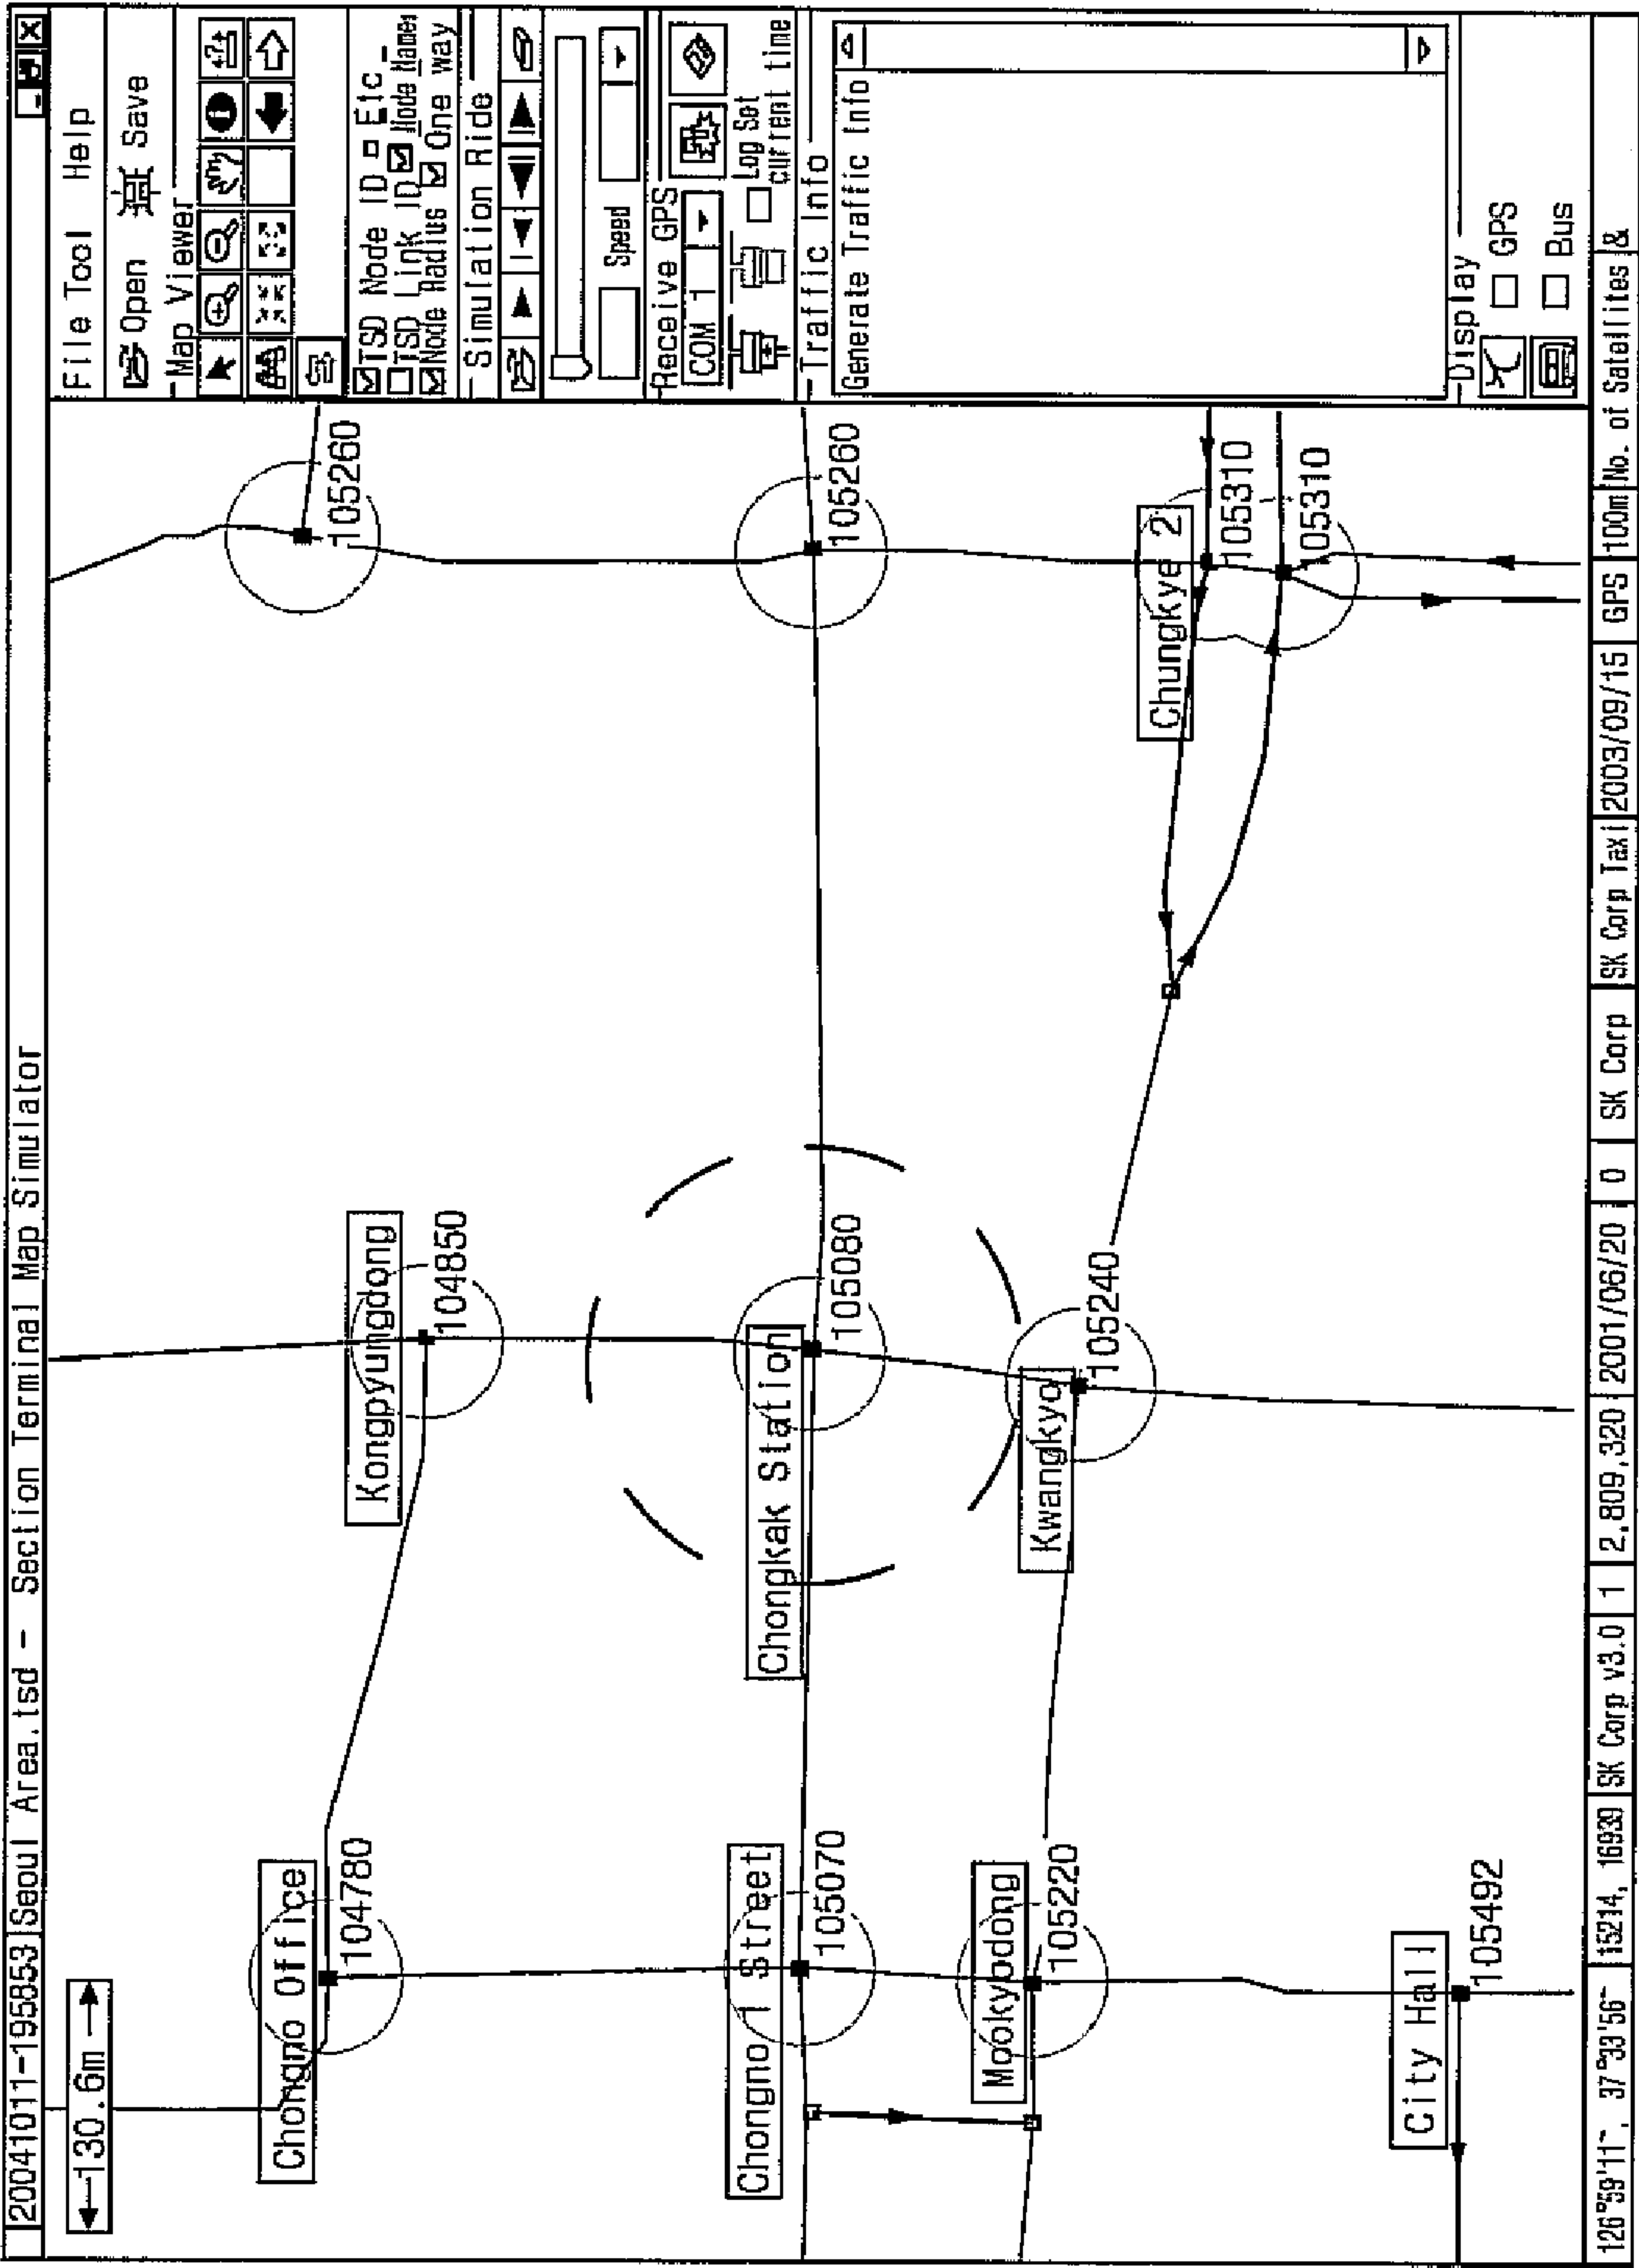 20041011-195853 Seoul Area.tsd - Section Terminal Map Simulator
130.6m
Chongno Office
104780
Kongpyungdong
104850
105260
Chongno 1 Street
105070
Chongkak Station
105080
105260
Mookyodong
105220
Kwangkyo
105240
Chungkye 2
105310
105310
City Hall
105492
File Tool Help
Open Save
Map Viewer
TSD Node ID Etc
TSD Link ID Node Names
Node Radius One way
Simulation Ride
Speed
Receive GPS
COM 1
Log Set
current time
Traffic Info
Generate Traffic Info
Display
GPS
Bus
126°59'11", 37°33'56" 15214, 16939 SK Corp v3.0 1 2,809,320 2001/06/20 0 SK Corp SK Corp Taxi 2003/09/15 GPS 100m No. of Satellites &